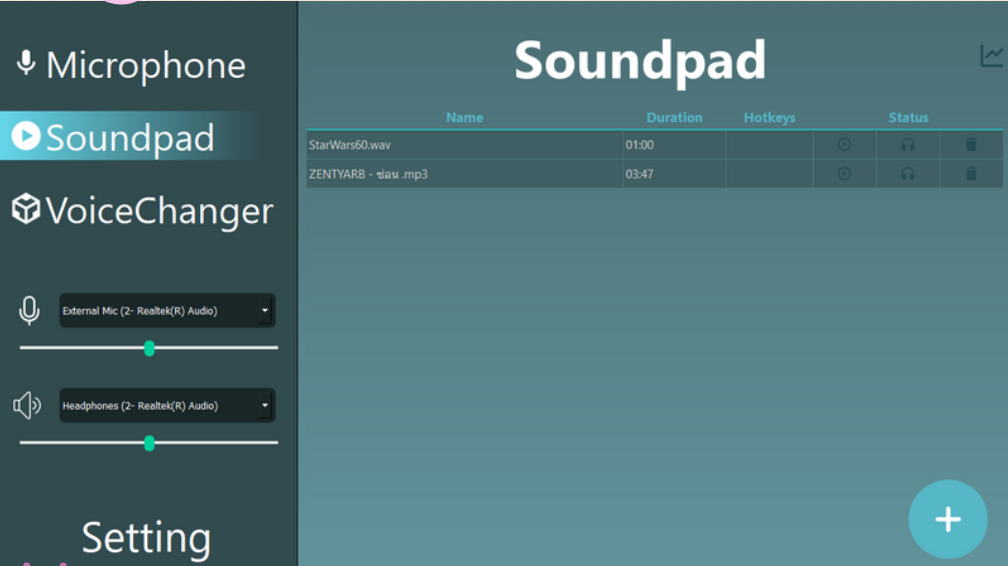 Microphone
Soundpad
VoiceChanger
External Mic (2- Realtek(R) Audio)
Headphones (2- Realtek(R) Audio)
Setting
Soundpad
Name Duration Hotkeys Status
StarWars60.wav 01:00
ZENTYARB - ซ่อน .mp3 03:47